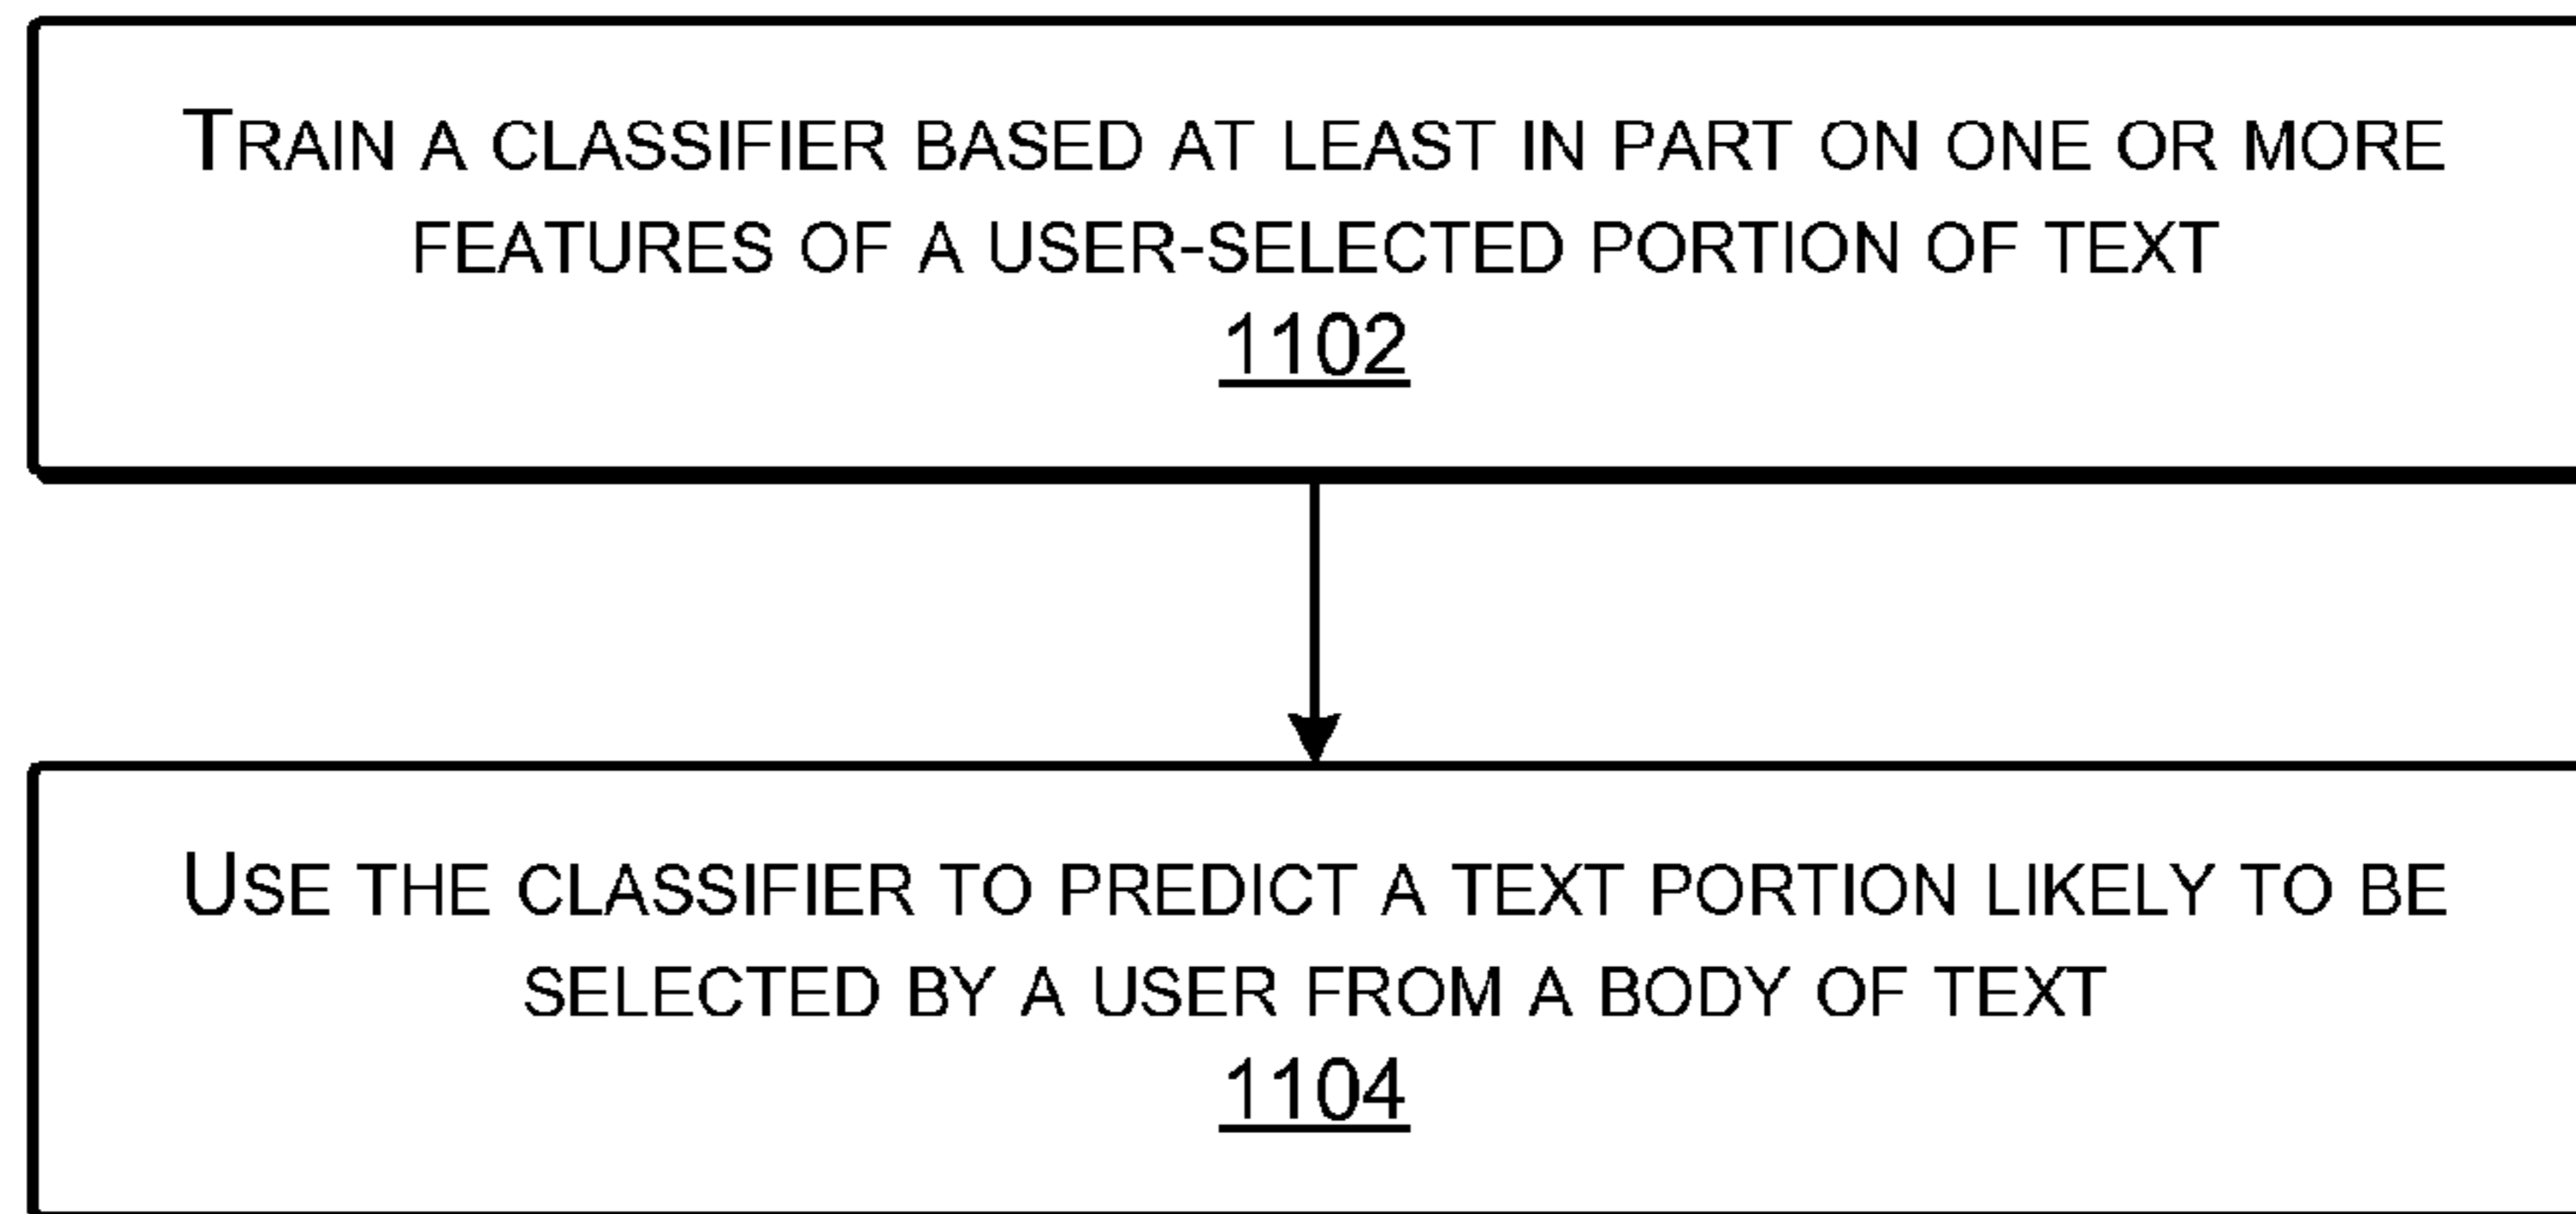 Train a classifier based at least in part on one or more
features of a user-selected portion of text
1102
Use the classifier to predict a text portion likely to be
selected by a user from a body of text
1104